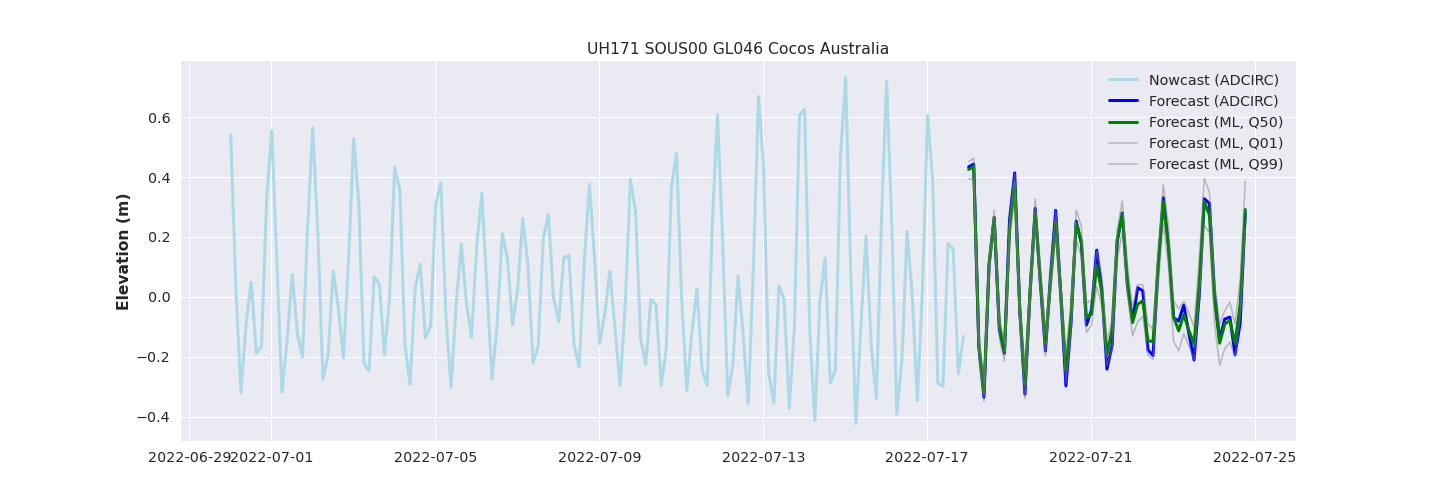 UH171 SOUS00 GL046 Cocos Australia
Nowcast (ADCIRC)
Forecast (ADCIRC)
Forecast (ML, Q50)
Forecast (ML, Q01)
Forecast (ML, Q99)
Elevation (m)
0.6
0.4
0.2
0.0
−0.2
−0.4
2022-06-29 2022-07-01 2022-07-05 2022-07-09 2022-07-13 2022-07-17 2022-07-21 2022-07-25